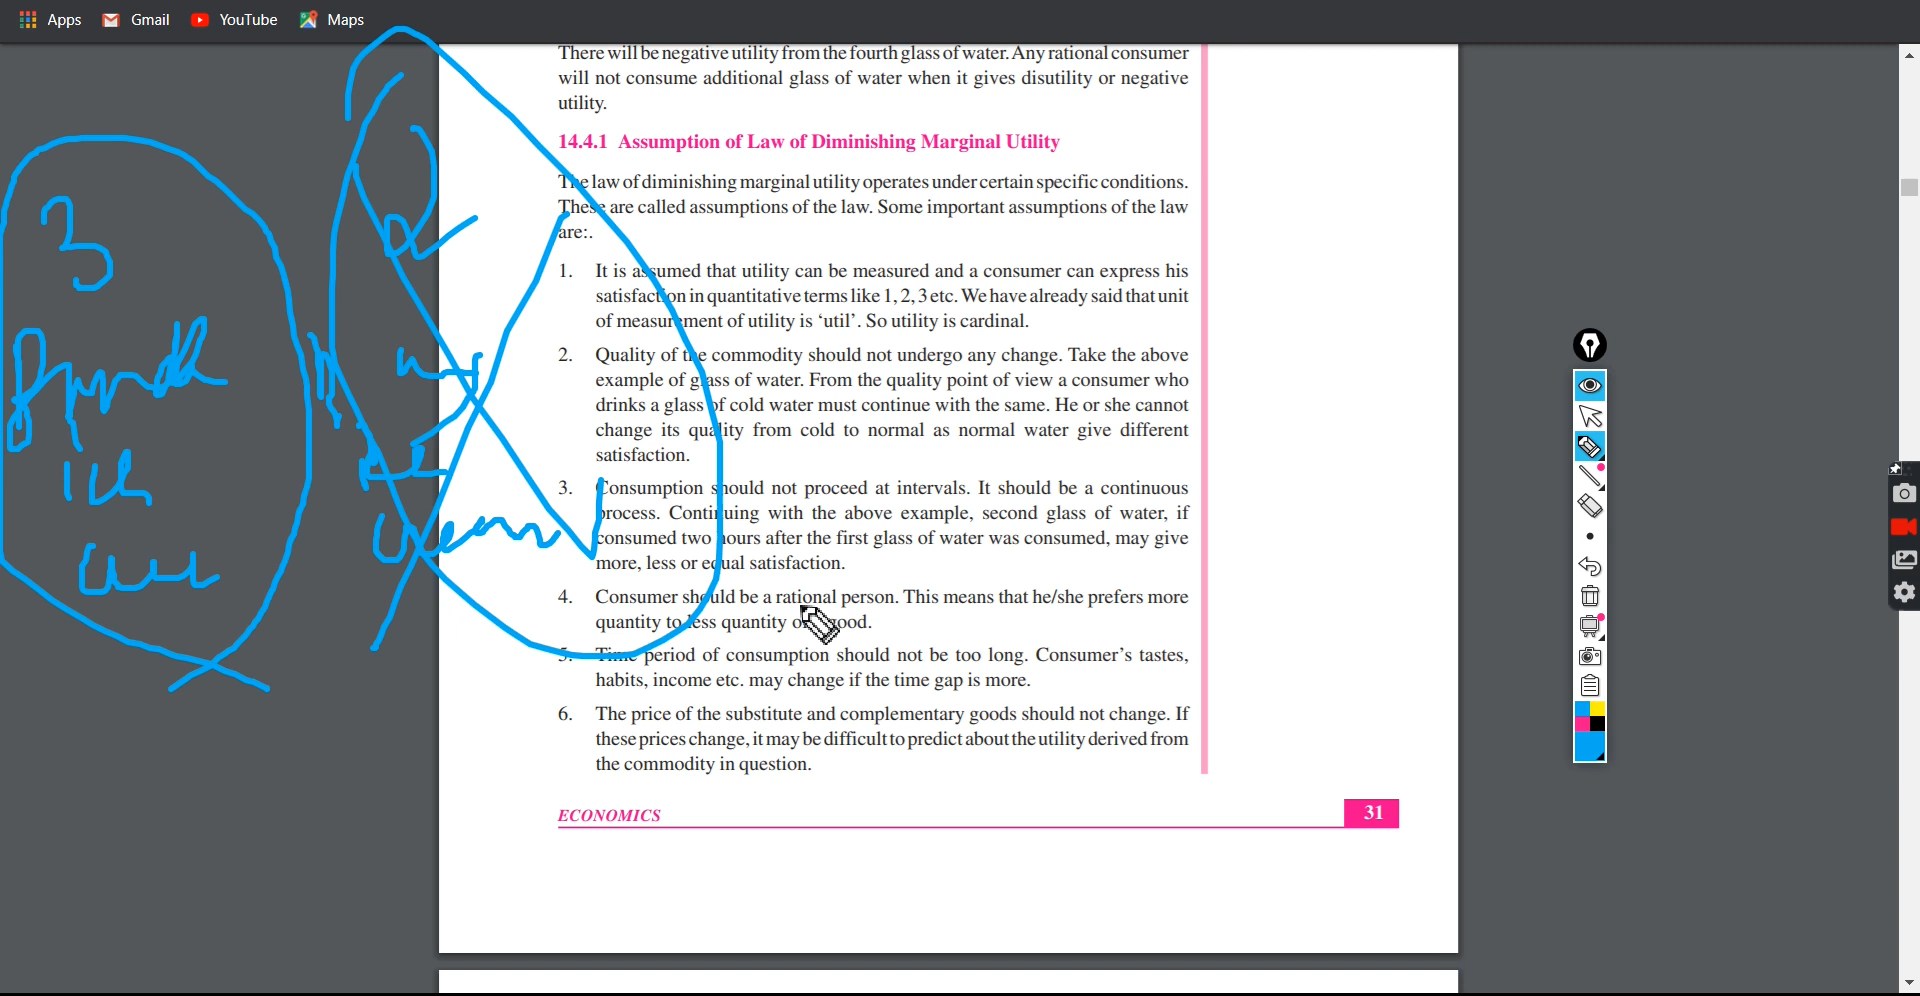 Apps Gmail YouTube Maps
There will be negative utility from the fourth glass of water. Any rational consumer
will not consume additional glass of water when it gives disutility or negative
utility.
14.4.1 Assumption of Law of Diminishing Marginal Utility
The law of diminishing marginal utility operates under certain specific conditions.
These are called assumptions of the law. Some important assumptions of the law
are:.
1. It is assumed that utility can be measured and a consumer can express his
satisfaction in quantitative terms like 1, 2, 3 etc. We have already said that unit
of measurement of utility is ‘util’. So utility is cardinal.
2. Quality of the commodity should not undergo any change. Take the above
example of glass of water. From the quality point of view a consumer who
drinks a glass of cold water must continue with the same. He or she cannot
change its quality from cold to normal as normal water give different
satisfaction.
3. Consumption should not proceed at intervals. It should be a continuous
process. Continuing with the above example, second glass of water, if
consumed two hours after the first glass of water was consumed, may give
more, less or equal satisfaction.
4. Consumer should be a rational person. This means that he/she prefers more
quantity to less quantity of good.
5. Time period of consumption should not be too long. Consumer’s tastes,
habits, income etc. may change if the time gap is more.
6. The price of the substitute and complementary goods should not change. If
these prices change, it may be difficult to predict about the utility derived from
the commodity in question.
ECONOMICS 31
3